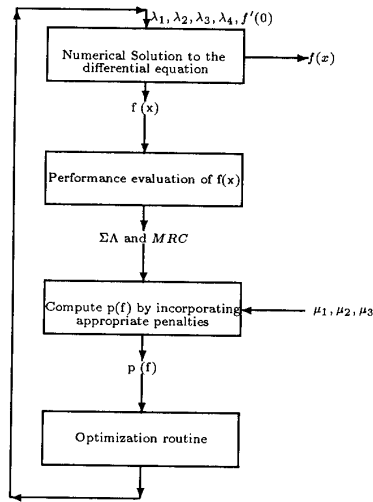 λ₁, λ₂, λ₃, λ₄, f′(0)
Numerical Solution to the
differential equation
f(x)
f (x)
Performance evaluation of f(x)
ΣΛ and MRC
Compute p(f) by incorporating
appropriate penalties
μ₁, μ₂, μ₃
p (f)
Optimization routine